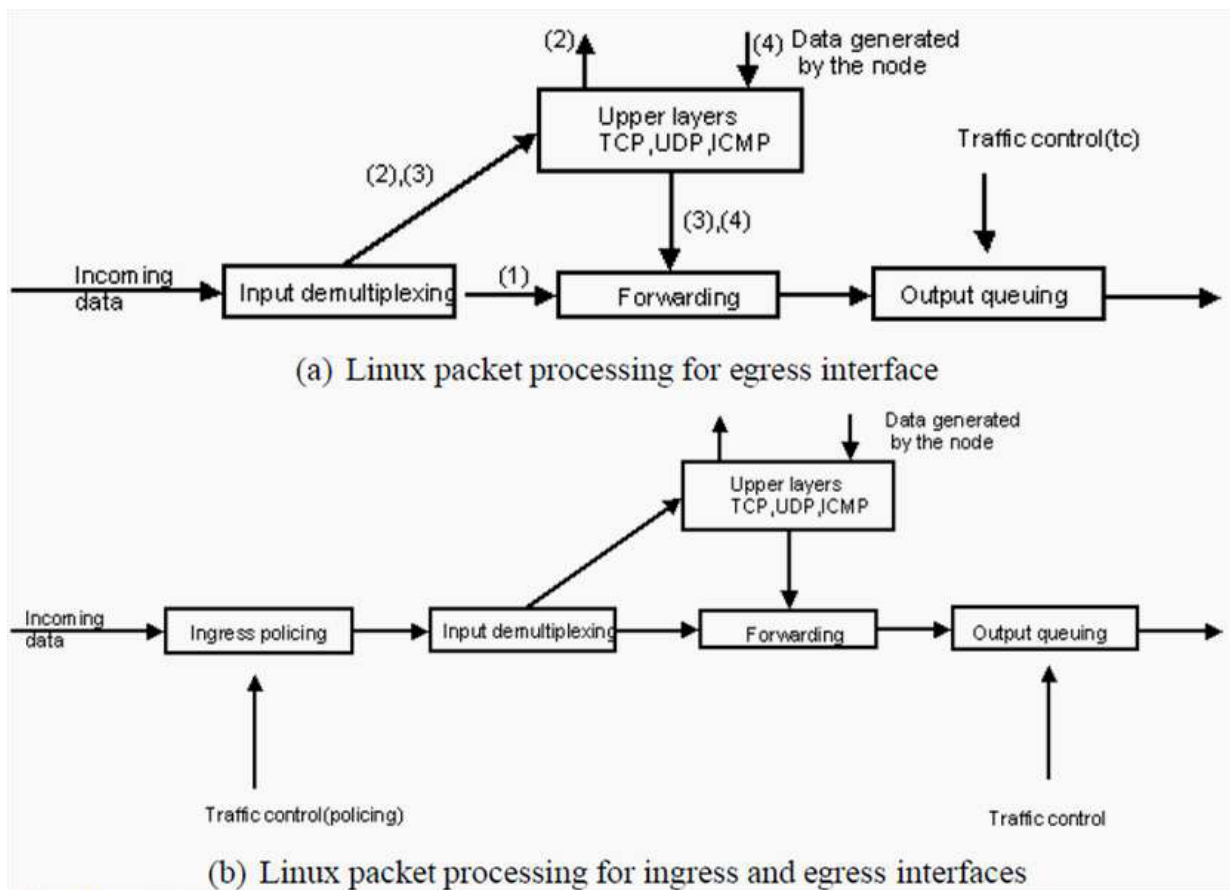 (2)
(4) Data generated
by the node
Upper layers
TCP,UDP,ICMP
Traffic control(tc)
(2),(3)
(3),(4)
Incoming
data
Input demultiplexing
(1)
Forwarding
Output queuing
(a) Linux packet processing for egress interface
Data generated
by the node
Upper layers
TCP,UDP,ICMP
Incoming
data
Ingress policing
Input demultiplexing
Forwarding
Output queuing
Traffic control(policing)
Traffic control
(b) Linux packet processing for ingress and egress interfaces